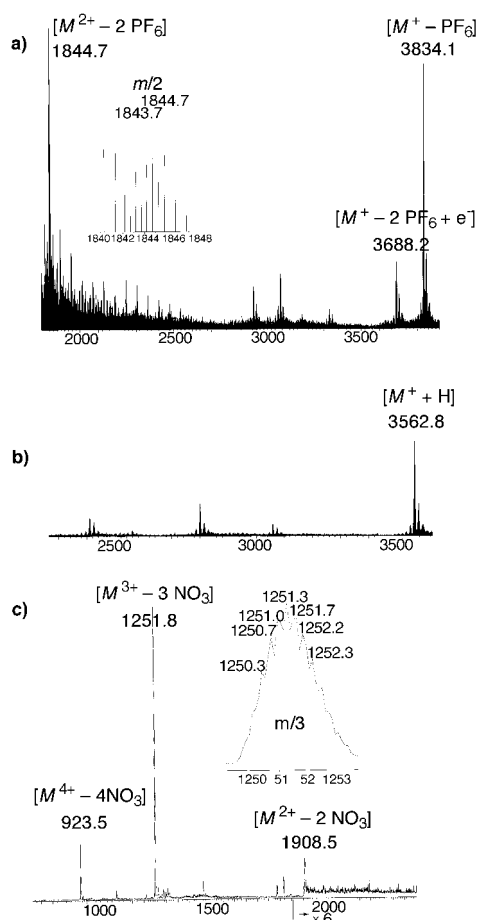 a)
[M²⁺ – 2 PF₆]
1844.7
[M⁺ – PF₆]
3834.1
m/2
1844.7
1843.7
[M⁺ – 2 PF₆ + e⁻]
3688.2
1840 1842 1844 1846 1848
2000 2500 3000 3500
b)
[M⁺ + H]
3562.8
2500 3000 3500
c)
[M³⁺ – 3 NO₃]
1251.8
1251.3
1251.0 1251.7
1250.7 1252.2
1250.3 1252.3
m/3
1250 51 52 1253
[M⁴⁺ – 4NO₃]
923.5
[M²⁺ – 2 NO₃]
1908.5
1000 1500 2000
→ x 6